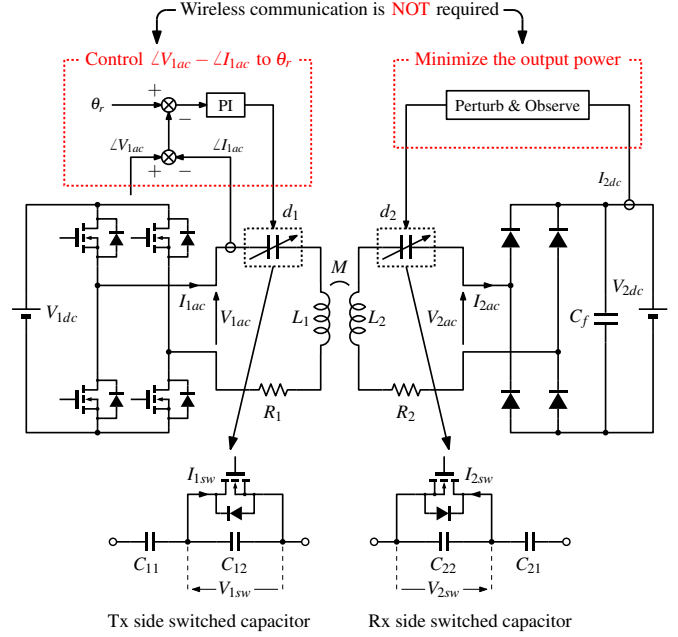 Wireless communication is NOT required
Control ∠V1ac − ∠I1ac to θr
Minimize the output power
θr
+
−
PI
Perturb & Observe
∠V1ac
∠I1ac
+
−
I2dc
d1
d2
M
I1ac
V1dc
V1ac
L1
L2
V2ac
I2ac
Cf
V2dc
R1
R2
I1sw
I2sw
C11
C12
C22
C21
V1sw
V2sw
Tx side switched capacitor
Rx side switched capacitor